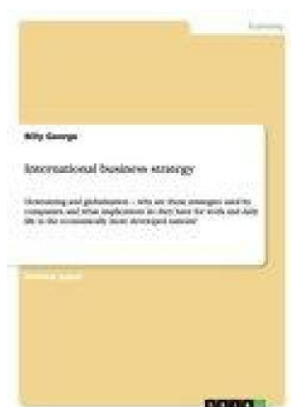 Billy George
International business strategy
and globalisation – why are these strategies used by
companies and what implications do they have for work and daily
life in the economically more developed nations?
GRIN